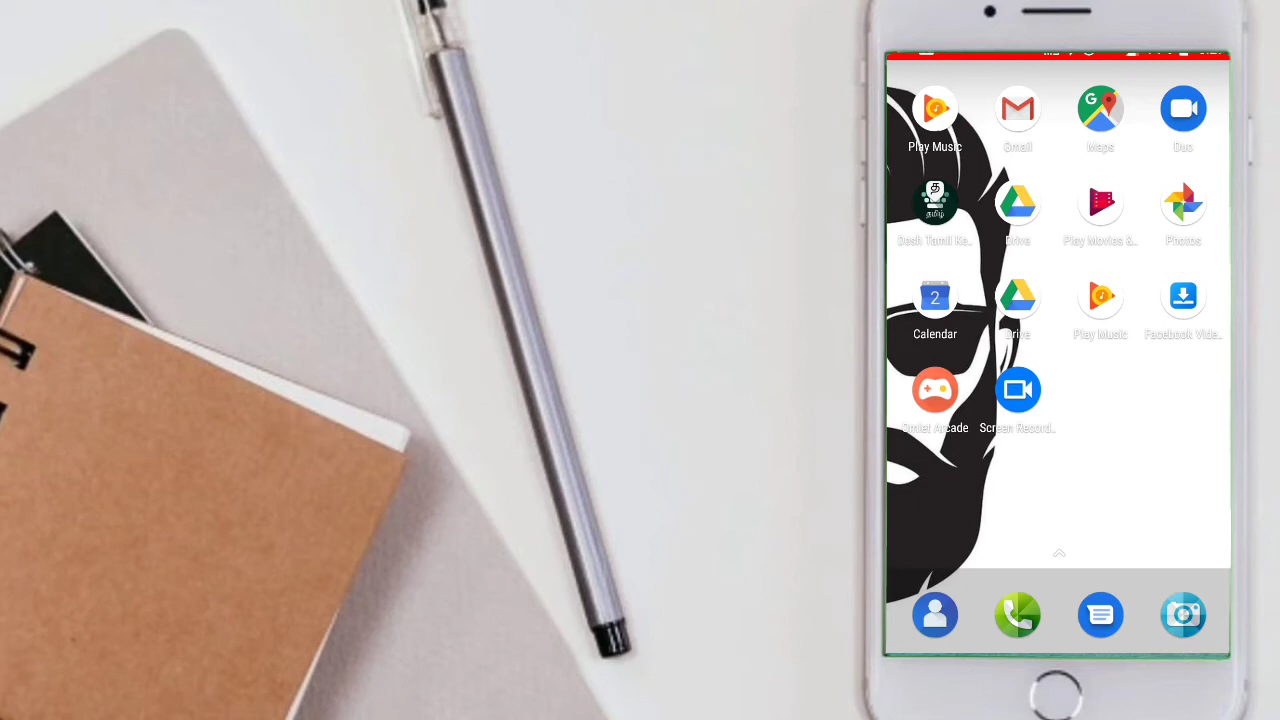 Play Music
Gmail
Maps
Duo
த
தமிழ்
Desh Tamil Ke..
Drive
Play Movies &..
Photos
2
Calendar
Drive
Play Music
Facebook Vide..
Omlet Arcade
Screen Record..